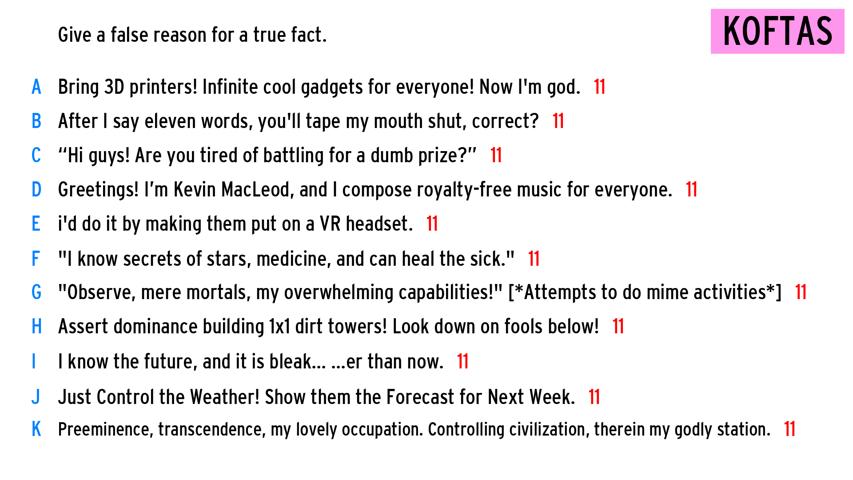 Give a false reason for a true fact.
KOFTAS
A Bring 3D printers! Infinite cool gadgets for everyone! Now I'm god. 11
B After I say eleven words, you'll tape my mouth shut, correct? 11
C “Hi guys! Are you tired of battling for a dumb prize?” 11
D Greetings! I’m Kevin MacLeod, and I compose royalty-free music for everyone. 11
E i'd do it by making them put on a VR headset. 11
F "I know secrets of stars, medicine, and can heal the sick." 11
G "Observe, mere mortals, my overwhelming capabilities!" [*Attempts to do mime activities*] 11
H Assert dominance building 1x1 dirt towers! Look down on fools below! 11
I I know the future, and it is bleak... ...er than now. 11
J Just Control the Weather! Show them the Forecast for Next Week. 11
K Preeminence, transcendence, my lovely occupation. Controlling civilization, therein my godly station. 11